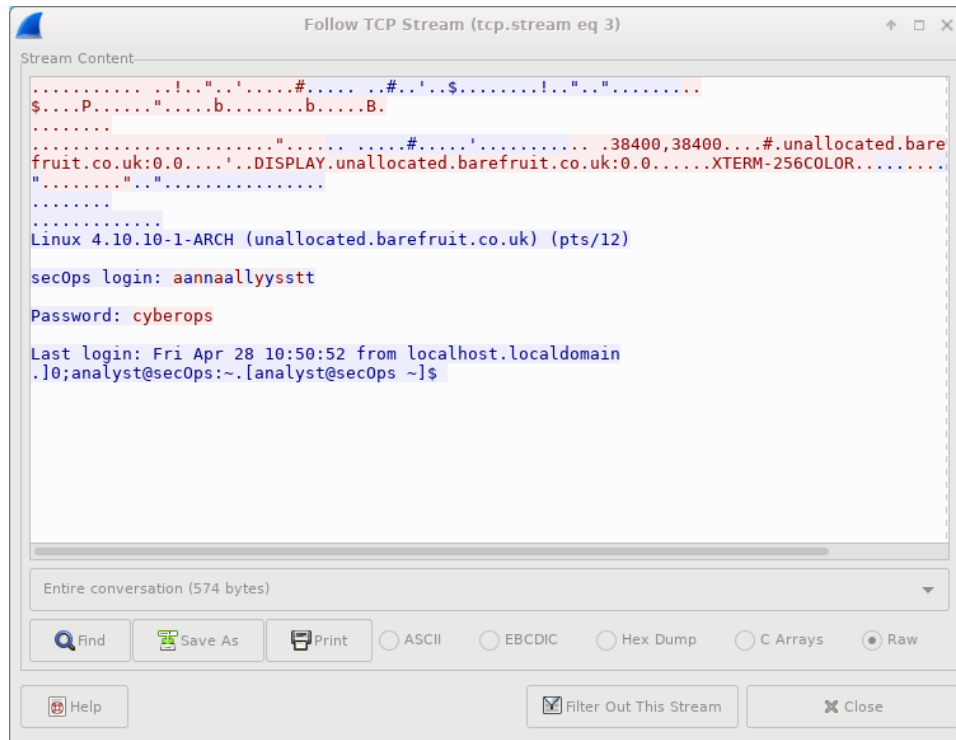 Follow TCP Stream (tcp.stream eq 3)
Stream Content
........... ..!.."..'.....#..... ..#..'..$........!.."..".........
$....P......".....b........b.....B.
........
........................"...... .....#.....'.......... .38400,38400....#.unallocated.bare
fruit.co.uk:0.0....'..DISPLAY.unallocated.barefruit.co.uk:0.0......XTERM-256COLOR.........
"........".."................
........
.............
Linux 4.10.10-1-ARCH (unallocated.barefruit.co.uk) (pts/12)
secOps login: aannaallyysstt
Password: cyberops
Last login: Fri Apr 28 10:50:52 from localhost.localdomain
.]0;analyst@secOps:~.[analyst@secOps ~]$
Entire conversation (574 bytes)
Find Save As Print ASCII EBCDIC Hex Dump C Arrays Raw
Help Filter Out This Stream Close